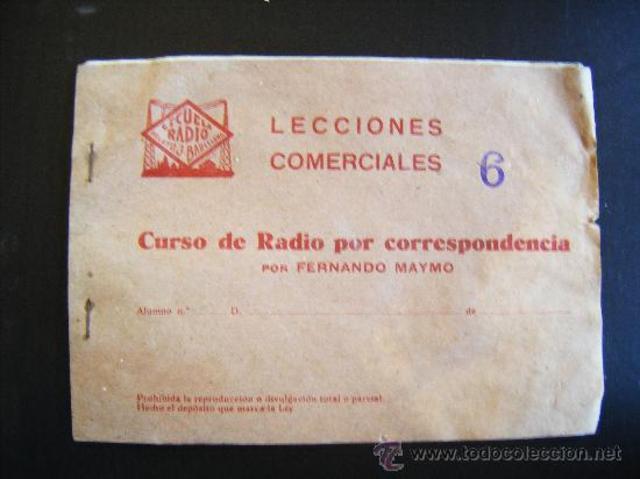 ESCUELA
RADIO
BARCELONA
LECCIONES
COMERCIALES 6
Curso de Radio por correspondencia
POR FERNANDO MAYMO
Alumno n.º D. de
Prohibida la reproduccion o divulgación total o parcial.
Hecho el depósito que marca la Ley
www.todocoleccion.net